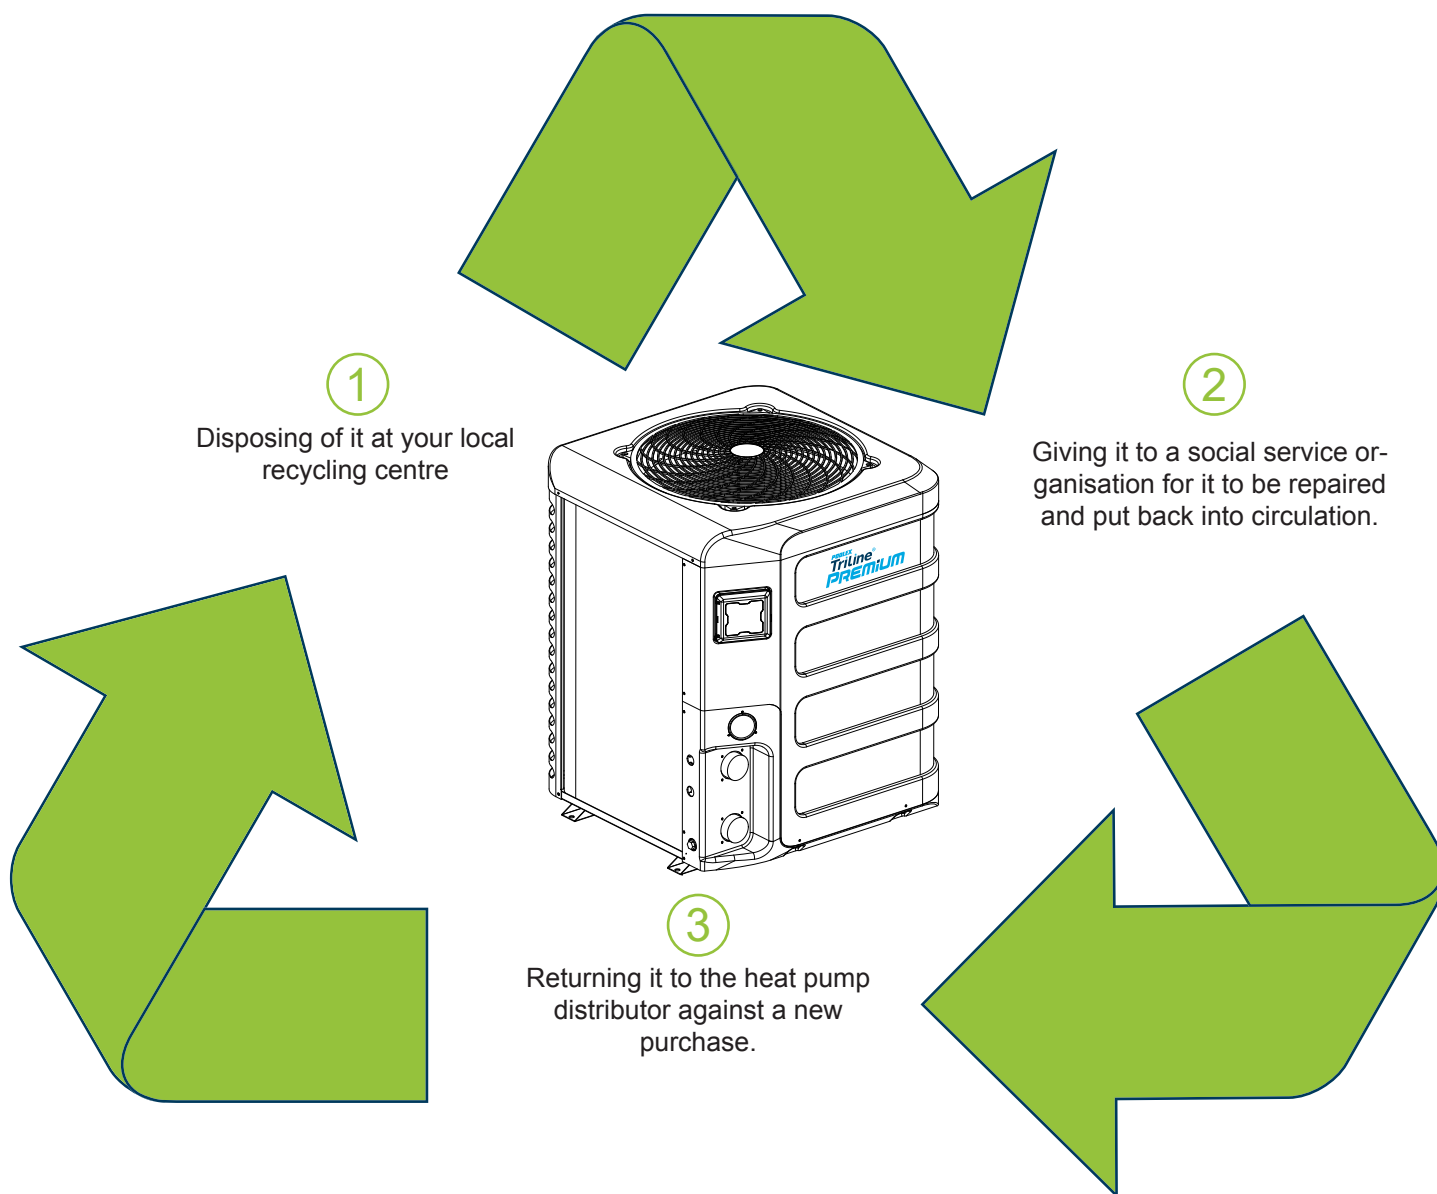 1
Disposing of it at your local
recycling centre
2
Giving it to a social service or-
ganisation for it to be repaired
and put back into circulation.
POOLEX
TriLine®
PREMIUM
3
Returning it to the heat pump
distributor against a new
purchase.